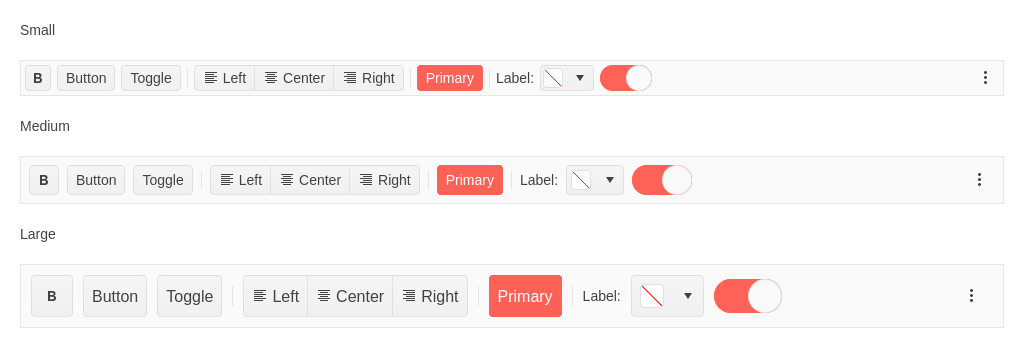 Small
B Button Toggle Left Center Right Primary Label:
Medium
B Button Toggle Left Center Right Primary Label:
Large
B Button Toggle Left Center Right Primary Label: